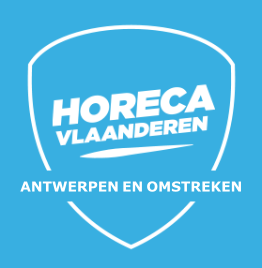 HORECA
VLAANDEREN
ANTWERPEN EN OMSTREKEN